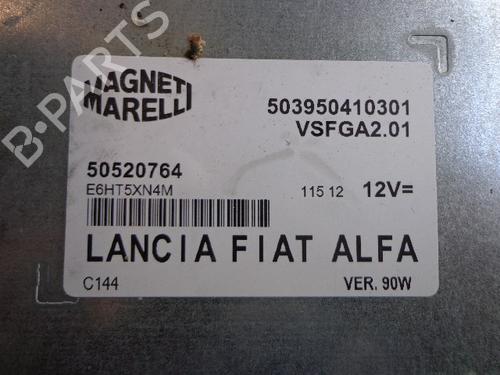 B-PARTS
MAGNETI
MARELLI
503950410301
VSFGA2.01
50520764
E6HT5XN4M
115 12 12V=
LANCIA FIAT ALFA
C144 VER. 90W